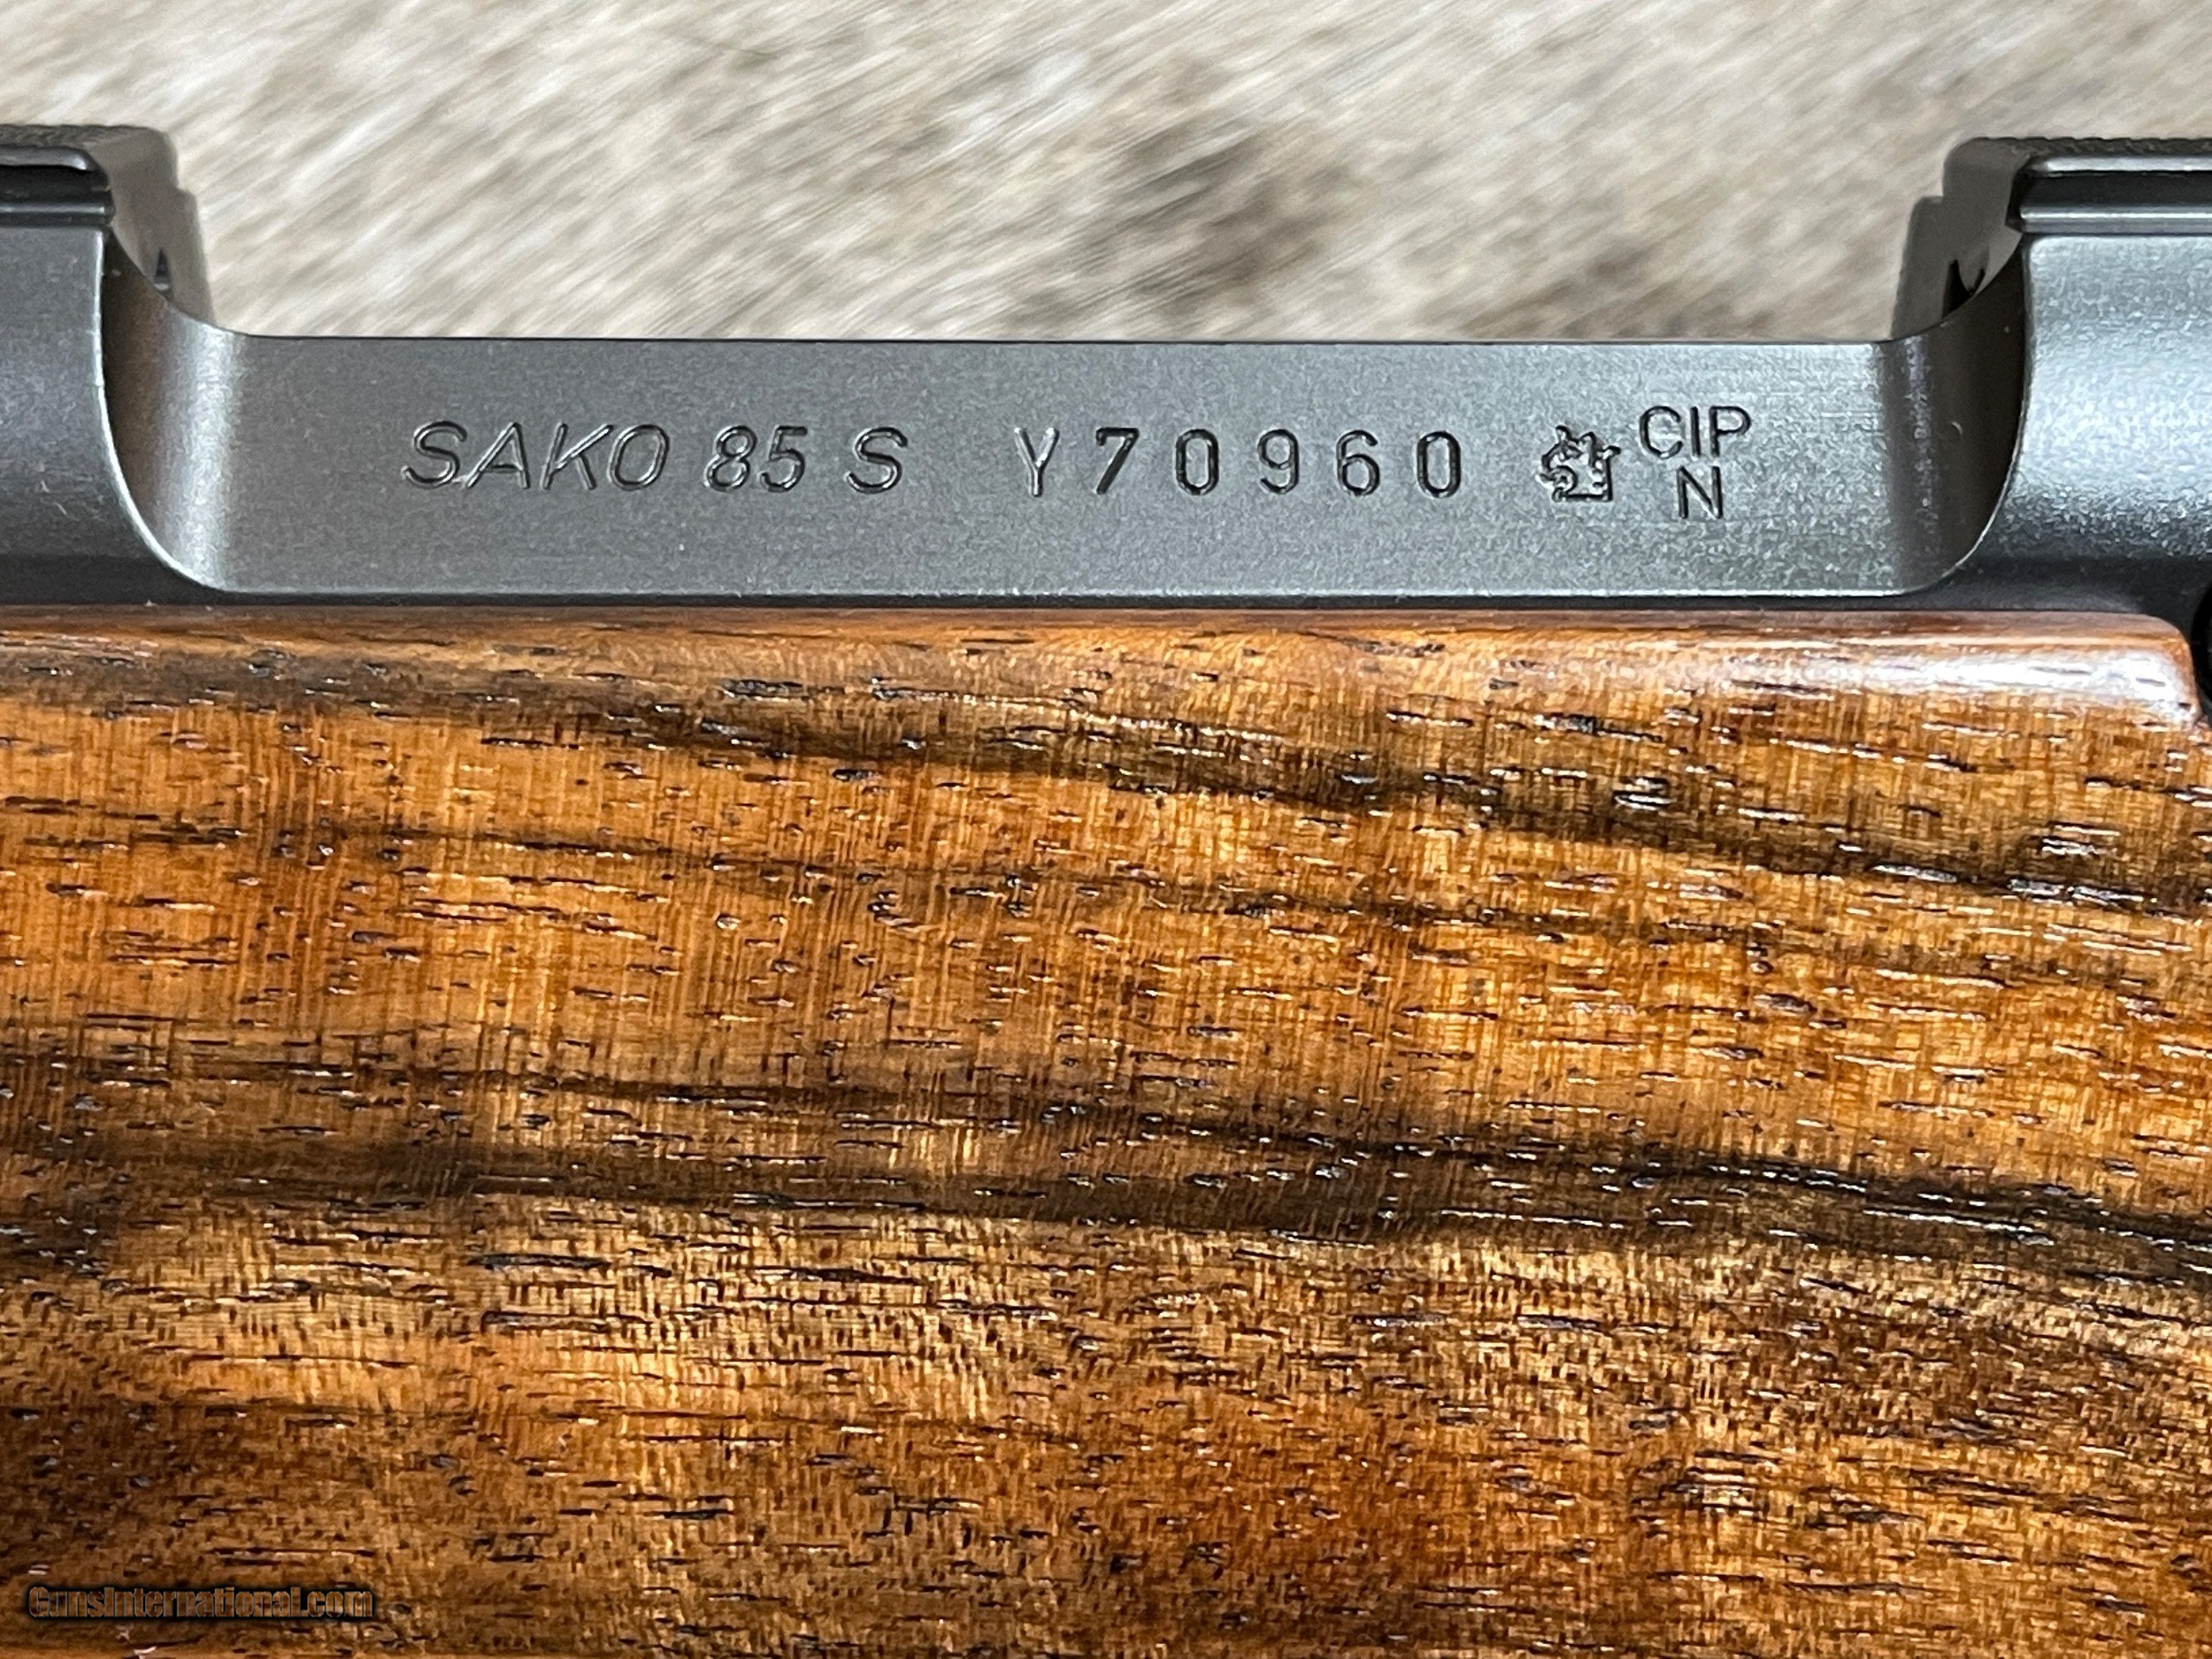 SAKO 85 S Y70960 CIP
N
GunsInternational.com